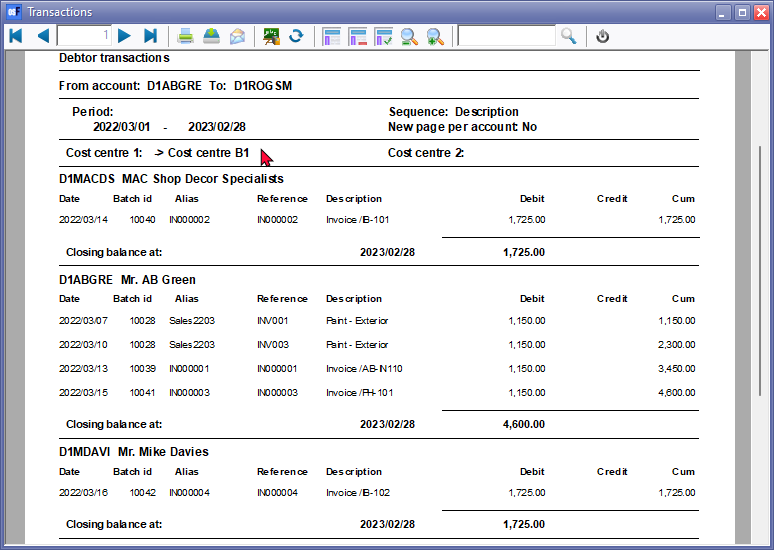 Transactions
1
Debtor transactions
From account: D1ABGRE To: D1ROGSM
Period: Sequence: Description
2022/03/01 - 2023/02/28 New page per account: No
Cost centre 1: -> Cost centre B1 Cost centre 2:
D1MACDS MAC Shop Decor Specialists
Date Batch id Alias Reference Description Debit Credit Cum
2022/03/14 10040 IN000002 IN000002 Invoice /B-101 1,725.00 1,725.00
Closing balance at: 2023/02/28 1,725.00
D1ABGRE Mr. AB Green
Date Batch id Alias Reference Description Debit Credit Cum
2022/03/07 10028 Sales2203 INV001 Paint - Exterior 1,150.00 1,150.00
2022/03/10 10028 Sales2203 INV003 Paint - Exterior 1,150.00 2,300.00
2022/03/13 10039 IN000001 IN000001 Invoice /AB-IN110 1,150.00 3,450.00
2022/03/15 10041 IN000003 IN000003 Invoice /FH-101 1,150.00 4,600.00
Closing balance at: 2023/02/28 4,600.00
D1MDAVI Mr. Mike Davies
Date Batch id Alias Reference Description Debit Credit Cum
2022/03/16 10042 IN000004 IN000004 Invoice /B-102 1,725.00 1,725.00
Closing balance at: 2023/02/28 1,725.00